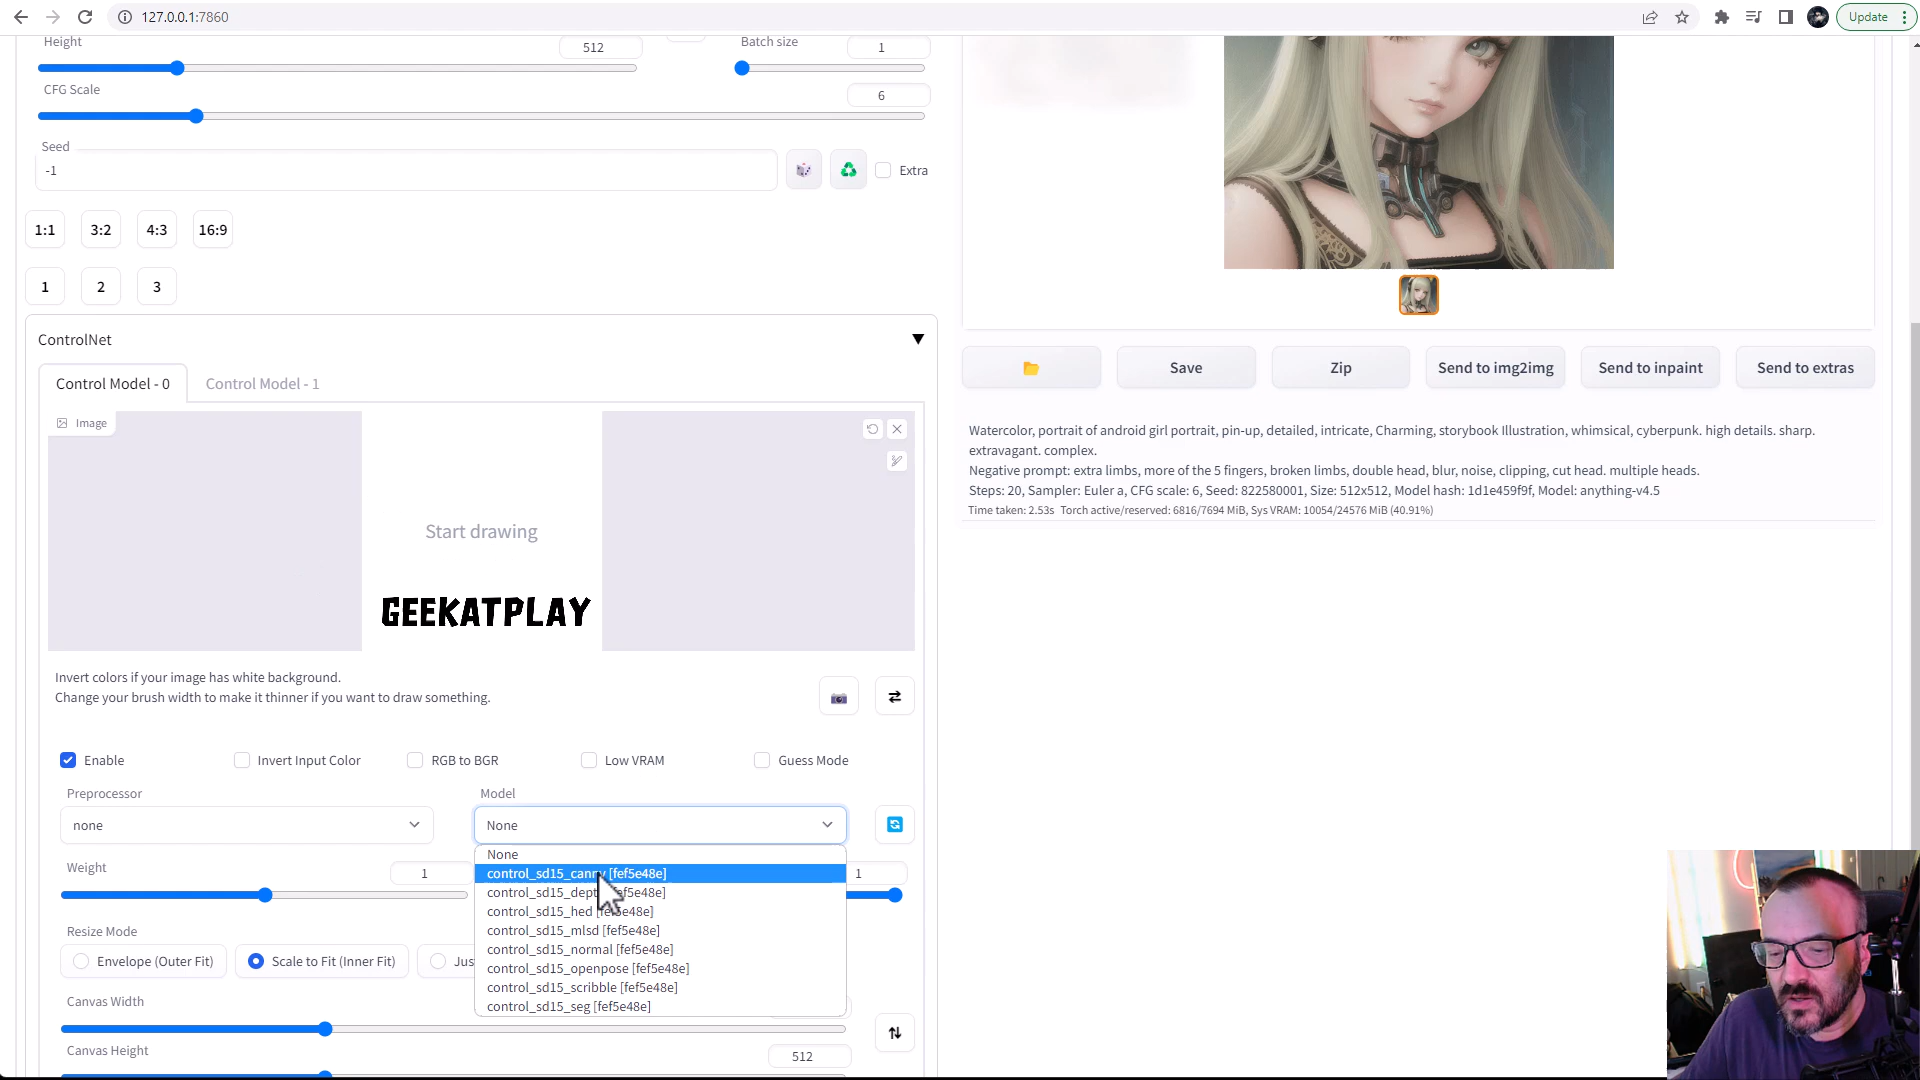 127.0.0.1:7860
Update
Height
512
Batch size
1
CFG Scale
6
Seed
-1
Extra
1:1
3:2
4:3
16:9
1
2
3
ControlNet
Control Model - 0
Control Model - 1
Image
Start drawing
GEEKATPLAY
Invert colors if your image has white background.
Change your brush width to make it thinner if you want to draw something.
Enable
Invert Input Color
RGB to BGR
Low VRAM
Guess Mode
Preprocessor
Model
none
None
None
control_sd15_canny [fef5e48e]
control_sd15_depth [fef5e48e]
control_sd15_hed [fef5e48e]
control_sd15_mlsd [fef5e48e]
control_sd15_normal [fef5e48e]
control_sd15_openpose [fef5e48e]
control_sd15_scribble [fef5e48e]
control_sd15_seg [fef5e48e]
Weight
1
1
Resize Mode
Envelope (Outer Fit)
Scale to Fit (Inner Fit)
Jus
Canvas Width
Canvas Height
512
Save
Zip
Send to img2img
Send to inpaint
Send to extras
Watercolor, portrait of android girl portrait, pin-up, detailed, intricate, Charming, storybook Illustration, whimsical, cyberpunk. high details. sharp.
extravagant. complex.
Negative prompt: extra limbs, more of the 5 fingers, broken limbs, double head, blur, noise, clipping, cut head. multiple heads.
Steps: 20, Sampler: Euler a, CFG scale: 6, Seed: 822580001, Size: 512x512, Model hash: 1d1e459f9f, Model: anything-v4.5
Time taken: 2.53s Torch active/reserved: 6816/7694 MiB, Sys VRAM: 10054/24576 MiB (40.91%)